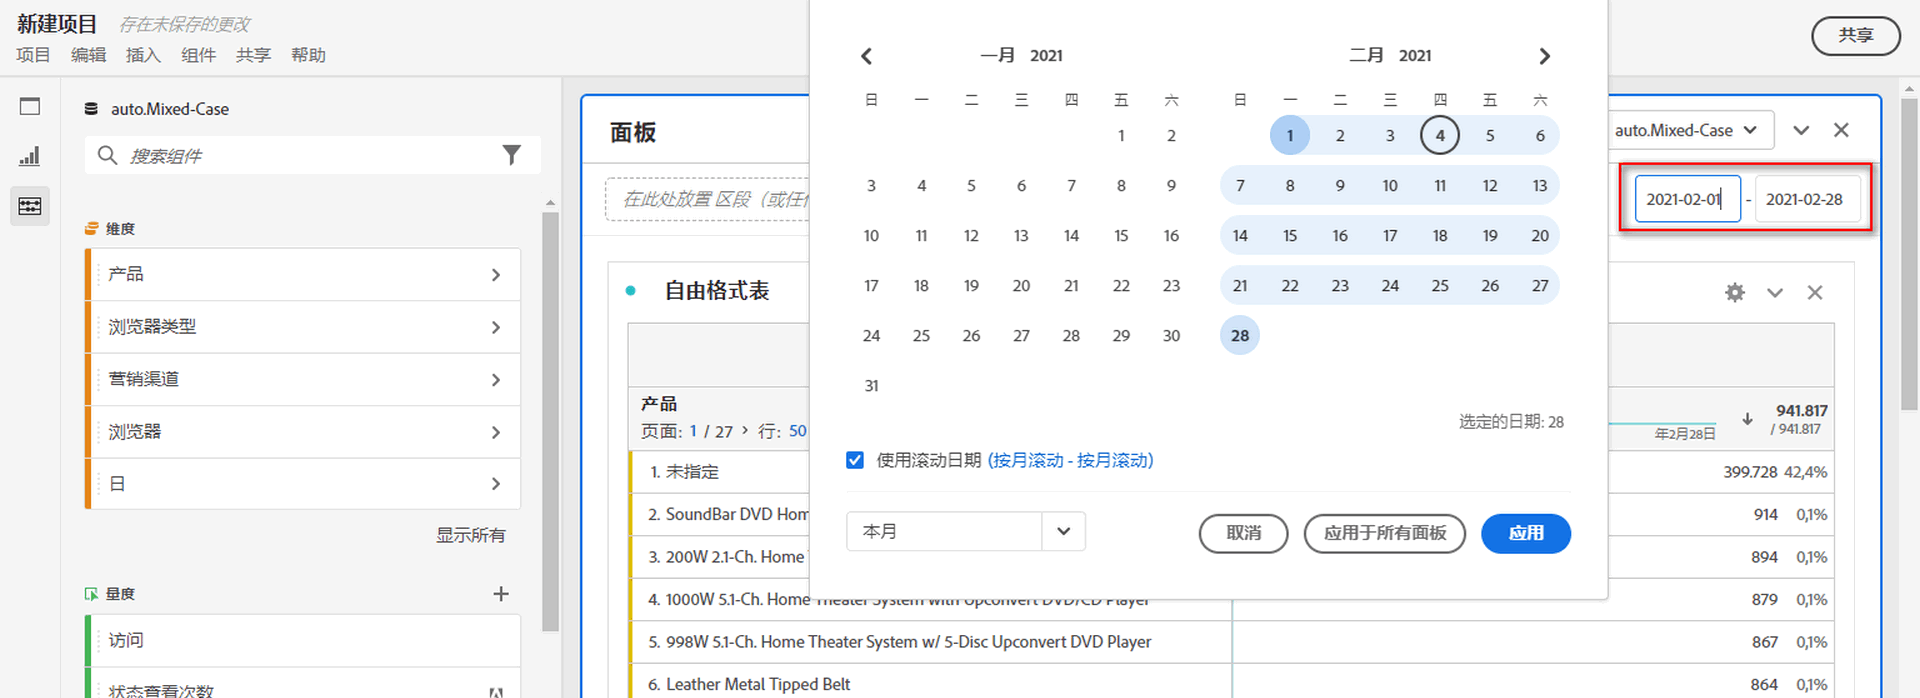 新建项目 存在未保存的更改
项目 编辑 插入 组件 共享 帮助
共享
auto.Mixed-Case
搜索组件
维度
产品
浏览器类型
营销渠道
浏览器
日
显示所有
量度
访问
状态查看次数
面板
auto.Mixed-Case
在此处放置 区段（或任
2021-02-01 - 2021-02-28
自由格式表
一月 2021
日 一 二 三 四 五 六
1 2
3 4 5 6 7 8 9
10 11 12 13 14 15 16
17 18 19 20 21 22 23
24 25 26 27 28 29 30
31
二月 2021
日 一 二 三 四 五 六
1 2 3 4 5 6
7 8 9 10 11 12 13
14 15 16 17 18 19 20
21 22 23 24 25 26 27
28
选定的日期: 28
使用滚动日期 (按月滚动 - 按月滚动)
本月
取消
应用于所有面板
应用
产品
页面: 1 / 27 > 行: 50
年2月28日
941.817
/ 941.817
1. 未指定 399.728 42,4%
2. SoundBar DVD Hom 914 0,1%
3. 200W 2.1-Ch. Home 894 0,1%
4. 1000W 5.1-Ch. Home Theater System with Upconvert DVD/CD Player 879 0,1%
5. 998W 5.1-Ch. Home Theater System w/ 5-Disc Upconvert DVD Player 867 0,1%
6. Leather Metal Tipped Belt 864 0,1%